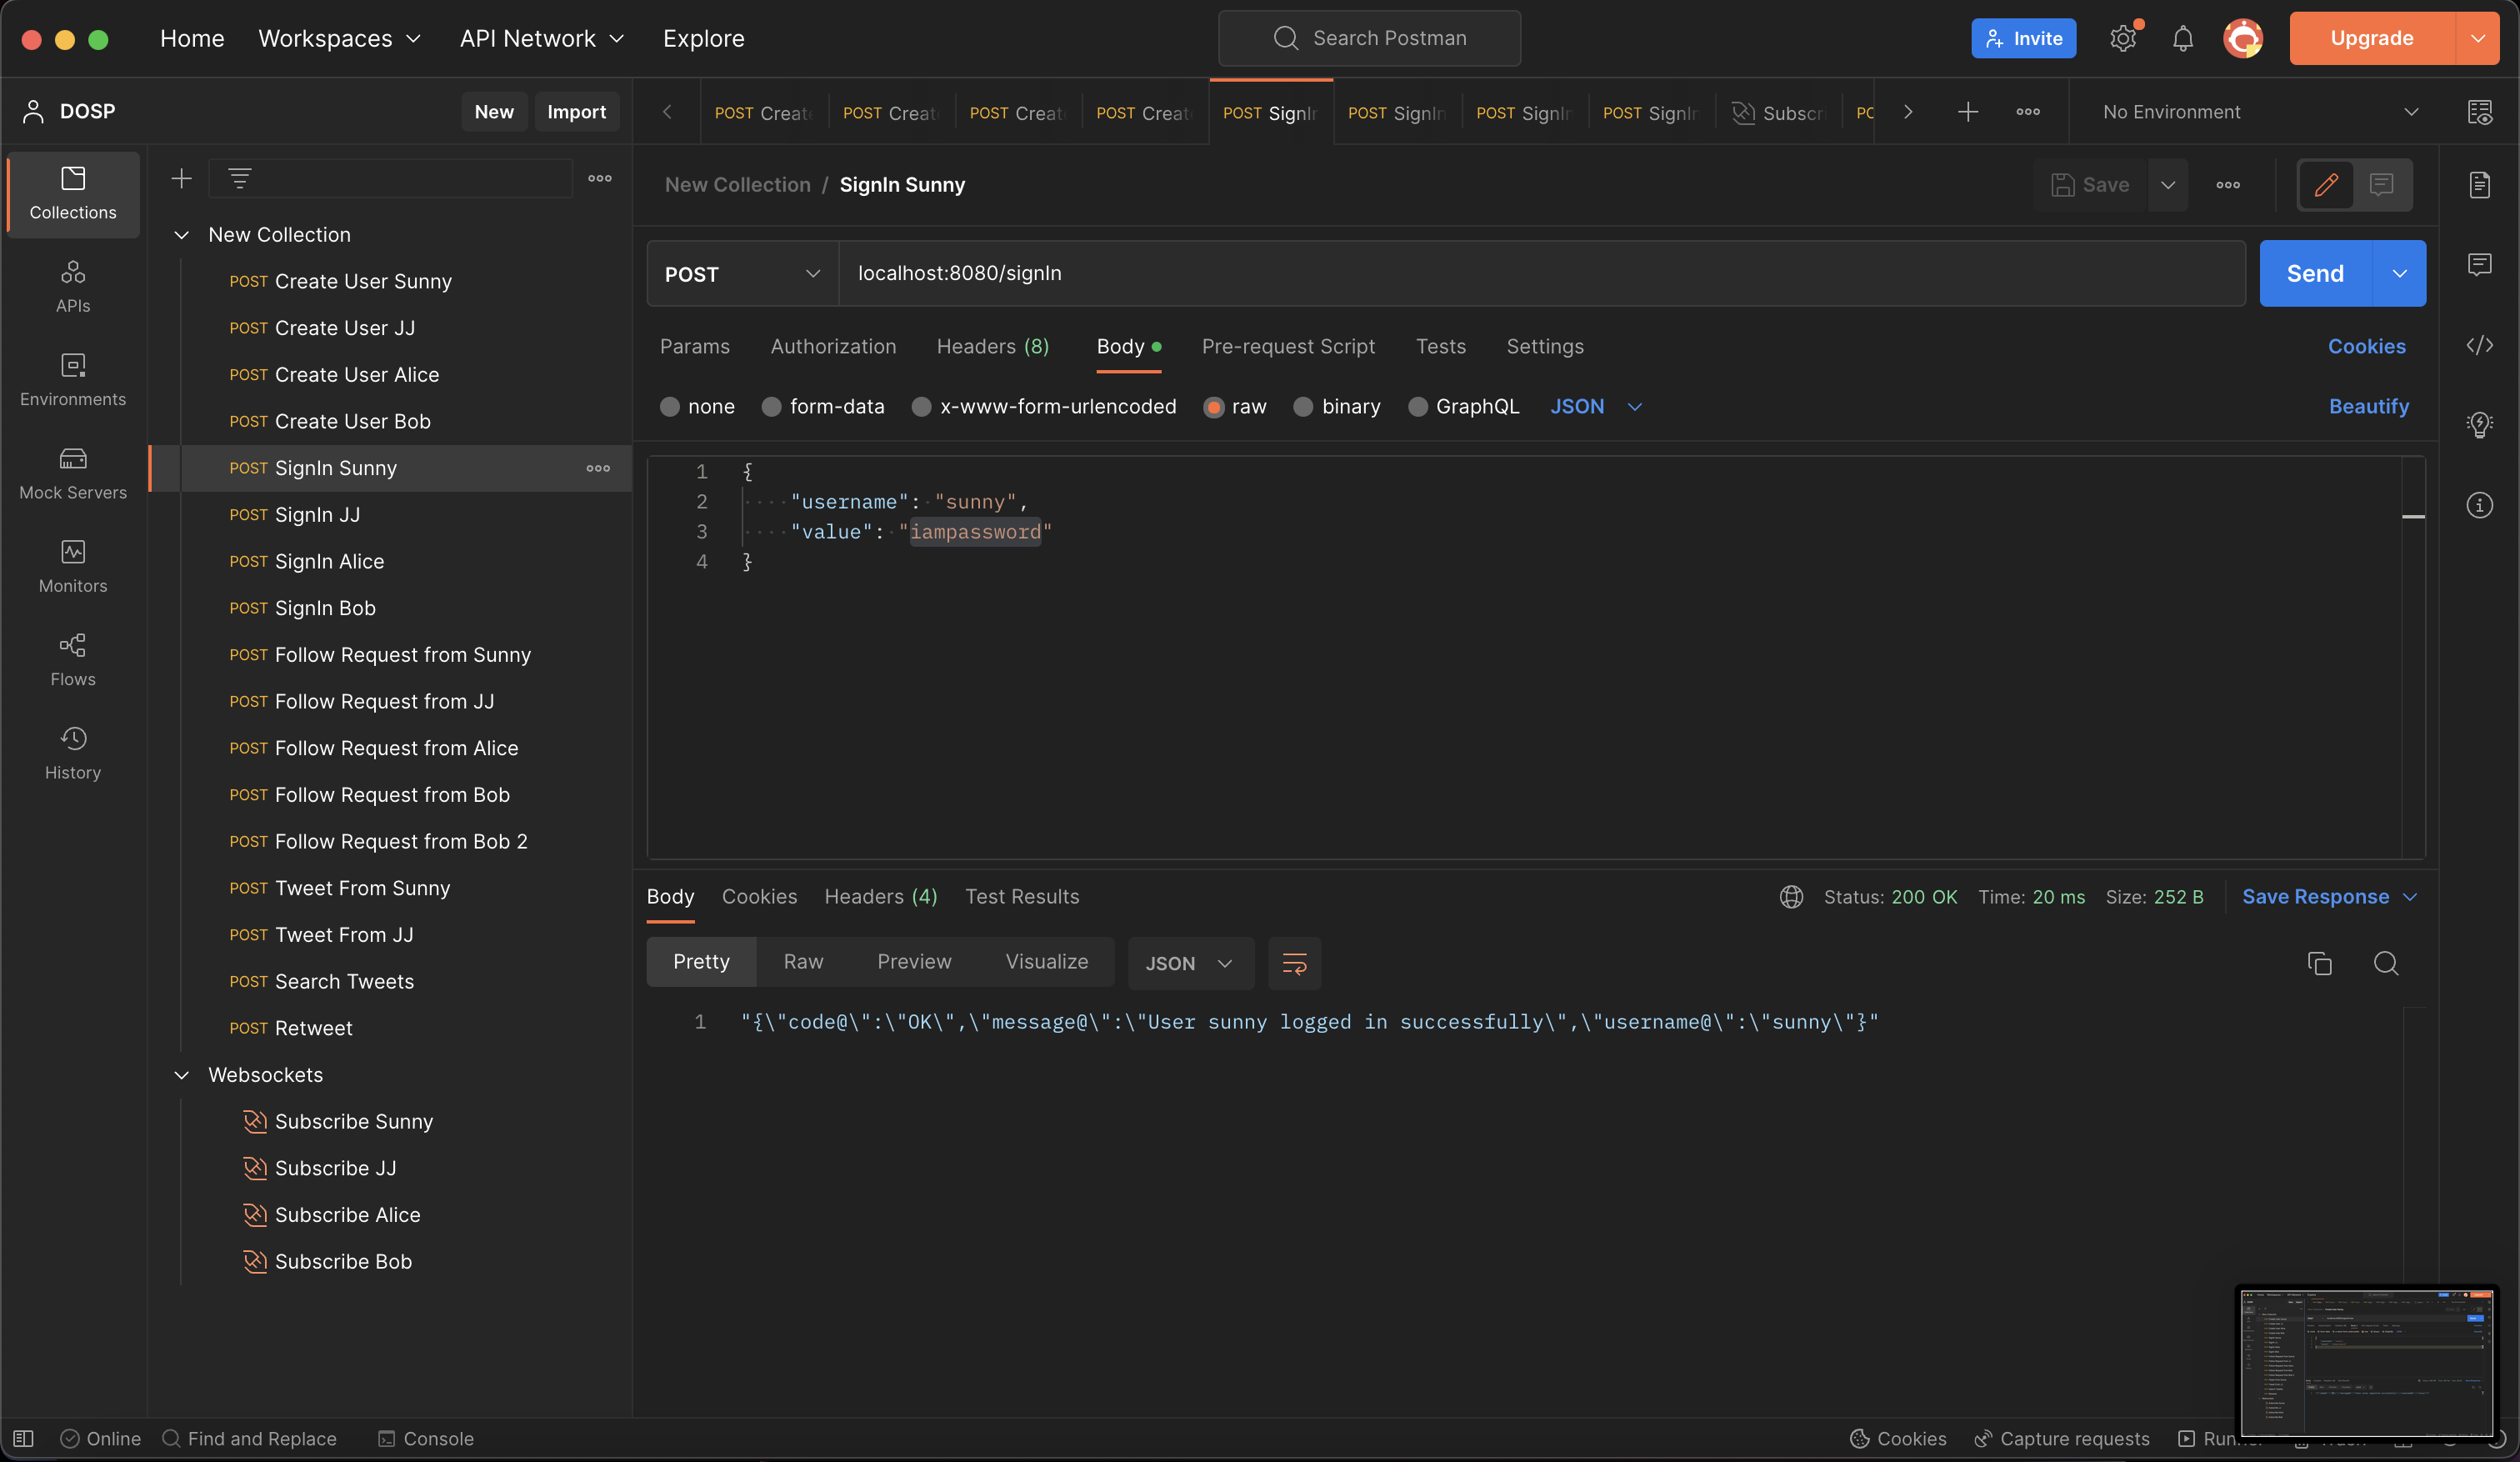 Home Workspaces API Network Explore Search Postman Invite Upgrade
DOSP New Import
POST Creat POST Creat POST Creat POST Creat POST SignIn POST SignIn POST SignIn POST SignIn Subscri No Environment
Collections
APIs
Environments
Mock Servers
Monitors
Flows
History
New Collection
POST Create User Sunny
POST Create User JJ
POST Create User Alice
POST Create User Bob
POST SignIn Sunny
POST SignIn JJ
POST SignIn Alice
POST SignIn Bob
POST Follow Request from Sunny
POST Follow Request from JJ
POST Follow Request from Alice
POST Follow Request from Bob
POST Follow Request from Bob 2
POST Tweet From Sunny
POST Tweet From JJ
POST Search Tweets
POST Retweet
Websockets
Subscribe Sunny
Subscribe JJ
Subscribe Alice
Subscribe Bob
New Collection / SignIn Sunny Save
POST localhost:8080/signIn Send
Params Authorization Headers (8) Body Pre-request Script Tests Settings Cookies
none form-data x-www-form-urlencoded raw binary GraphQL JSON Beautify
1 {
2 "username": "sunny",
3 "value": "iampassword"
4 }
Body Cookies Headers (4) Test Results Status: 200 OK Time: 20 ms Size: 252 B Save Response
Pretty Raw Preview Visualize JSON
1 "{\"code@\":\"OK\",\"message@\":\"User sunny logged in successfully\",\"username@\":\"sunny\"}"
Online Find and Replace Console Cookies Capture requests